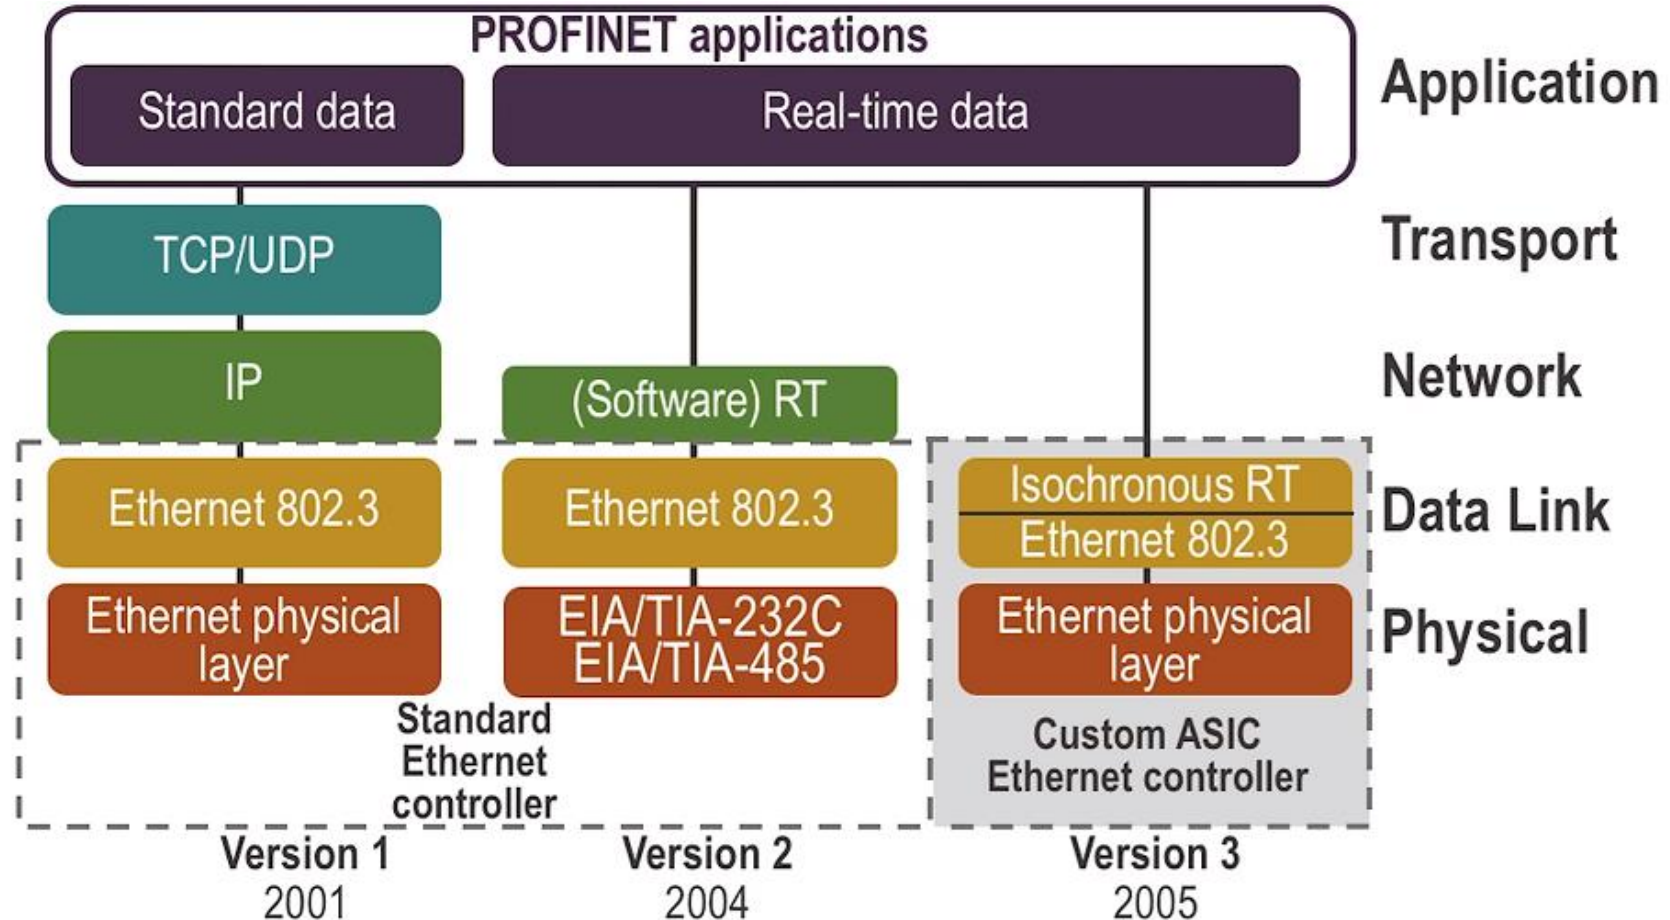 PROFINET applications
Standard data
Real-time data
Application
TCP/UDP
Transport
IP
(Software) RT
Network
Ethernet 802.3
Ethernet 802.3
Isochronous RT
Ethernet 802.3
Data Link
Ethernet physical
layer
EIA/TIA-232C
EIA/TIA-485
Ethernet physical
layer
Physical
Standard
Ethernet
controller
Custom ASIC
Ethernet controller
Version 1
2001
Version 2
2004
Version 3
2005